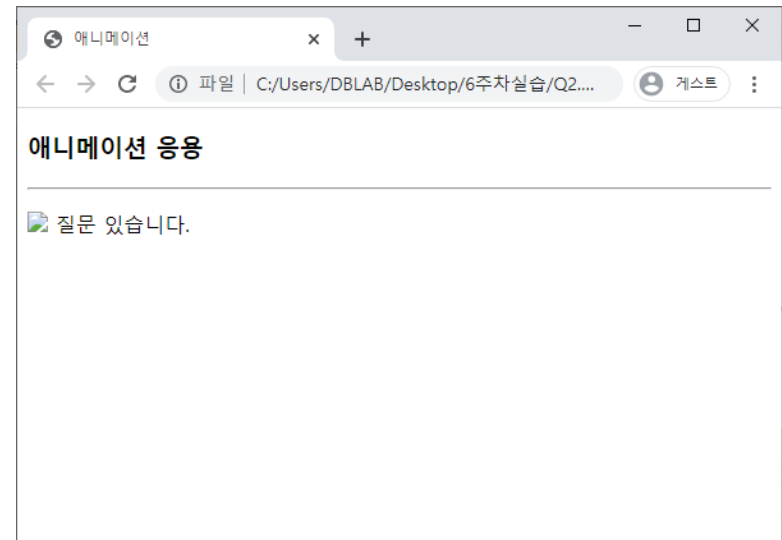 애니메이션
파일 C:/Users/DBLAB/Desktop/6주차실습/Q2.... 게스트
애니메이션 응용
질문 있습니다.